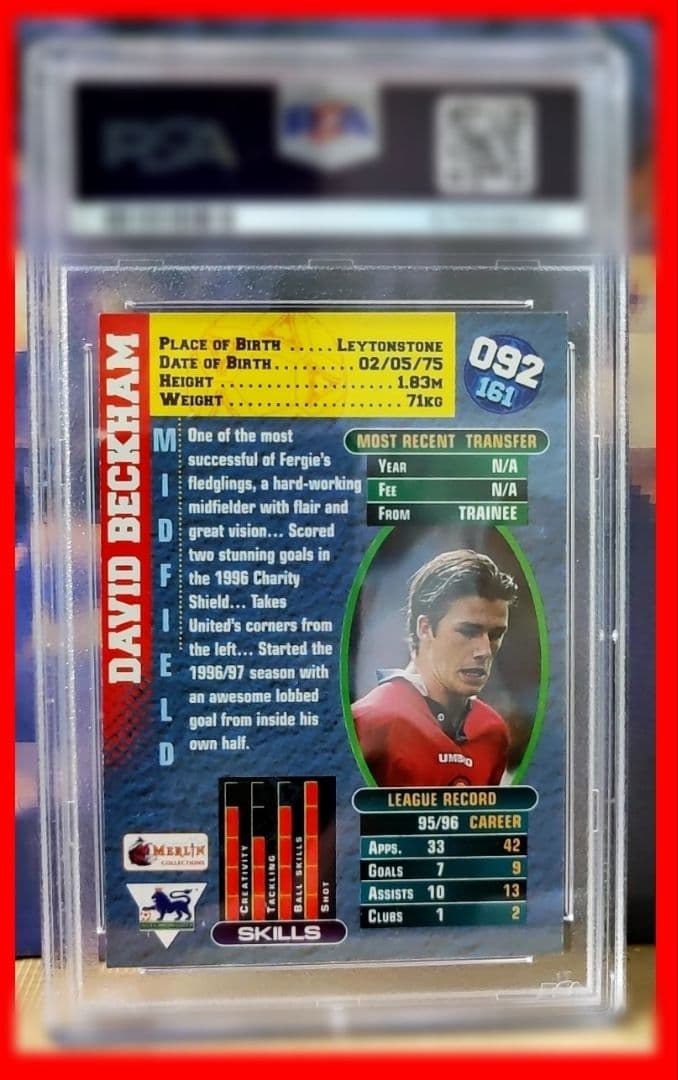 PSA
PSA
DAVID BECKHAM
PLACE OF BIRTH ..... LEYTONSTONE
DATE OF BIRTH......... 02/05/75
HEIGHT ................... 1.83M
WEIGHT ................... 71KG
092
161
MIDFIELD
One of the most
successful of Fergie's
fledglings, a hard-working
midfielder with flair and
great vision... Scored
two stunning goals in
the 1996 Charity
Shield... Takes
United's corners from
the left... Started the
1996/97 season with
an awesome lobbed
goal from inside his
own half.
MOST RECENT TRANSFER
YEAR N/A
FEE N/A
FROM TRAINEE
UMBRO
CREATIVITY
TACKLING
BALL SKILLS
SHOT
SKILLS
MERLIN
COLLECTIONS
LEAGUE RECORD
95/96 CAREER
APPS. 33 42
GOALS 7 9
ASSISTS 10 13
CLUBS 1 2